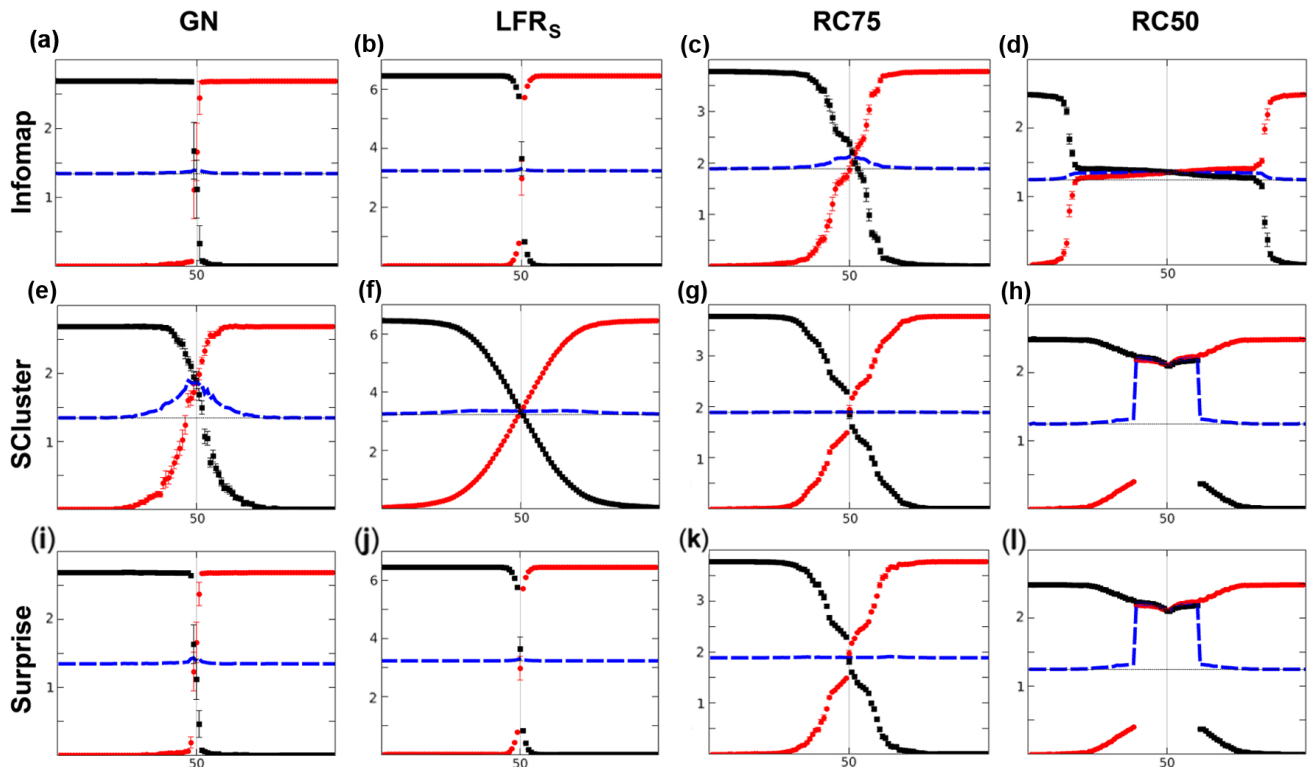 GN LFRS RC75 RC50
(a) (b) (c) (d)
Infomap
2 1 50
6 4 2 50
3 2 1 50
2 1 50
(e) (f) (g) (h)
SCluster
2 1 50
6 4 2 50
3 2 1 50
2 1 50
(i) (j) (k) (l)
Surprise
2 1 50
6 4 2 50
3 2 1 50
2 1 50